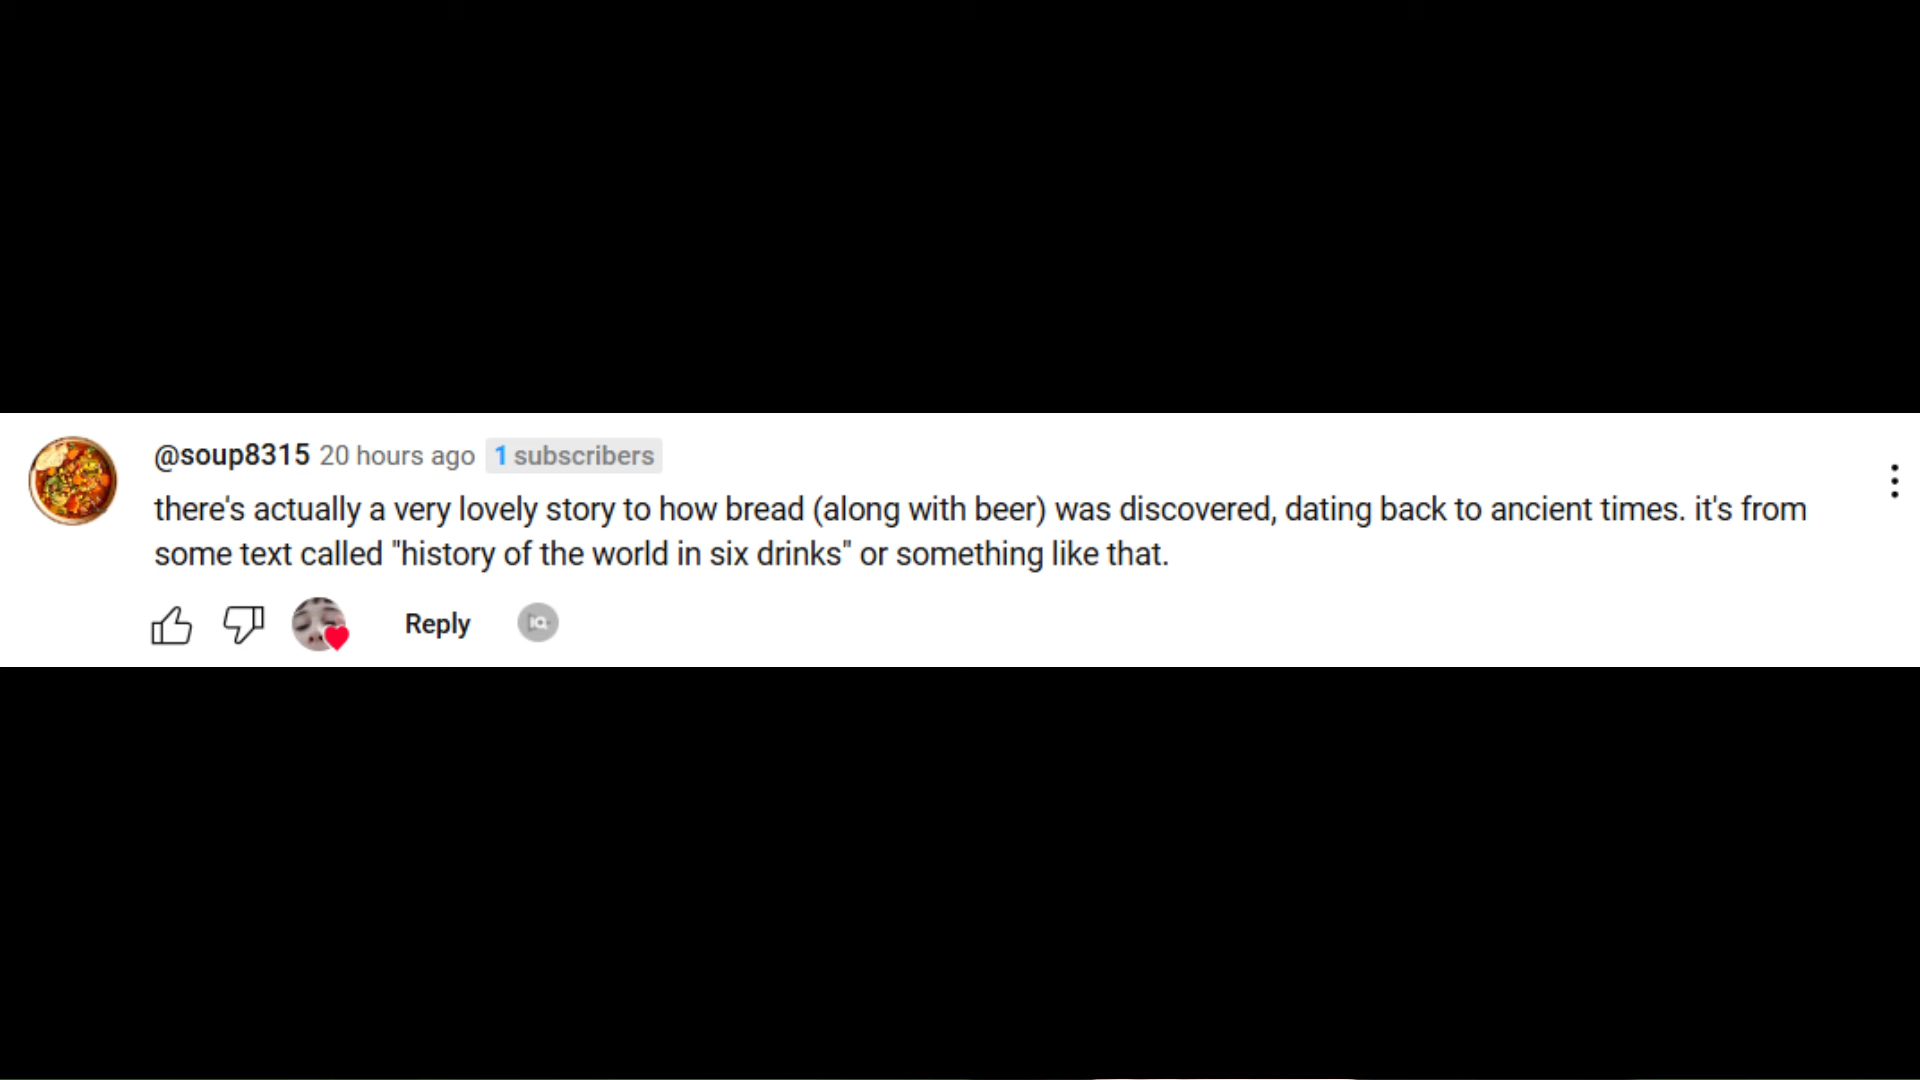 @soup8315 20 hours ago 1 subscribers
there's actually a very lovely story to how bread (along with beer) was discovered, dating back to ancient times. it's from
some text called "history of the world in six drinks" or something like that.
Reply IQ